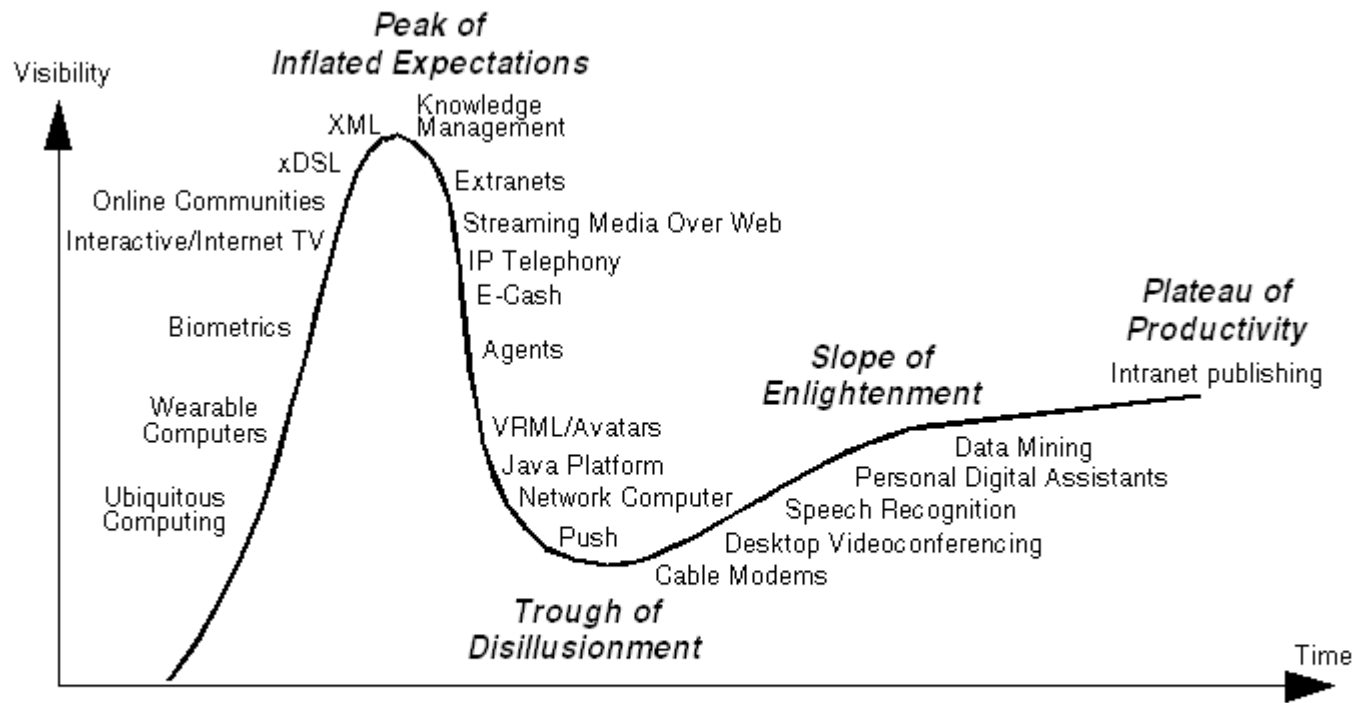 Peak of
Inflated Expectations
Visibility
Knowledge
Management
XML
xDSL
Extranets
Online Communities
Streaming Media Over Web
Interactive/Internet TV
IP Telephony
E-Cash
Biometrics
Agents
Plateau of
Productivity
Intranet publishing
Slope of
Enlightenment
Wearable
Computers
VRML/Avatars
Java Platform
Network Computer
Ubiquitous
Computing
Push
Data Mining
Personal Digital Assistants
Speech Recognition
Desktop Videoconferencing
Cable Modems
Trough of
Disillusionment
Time